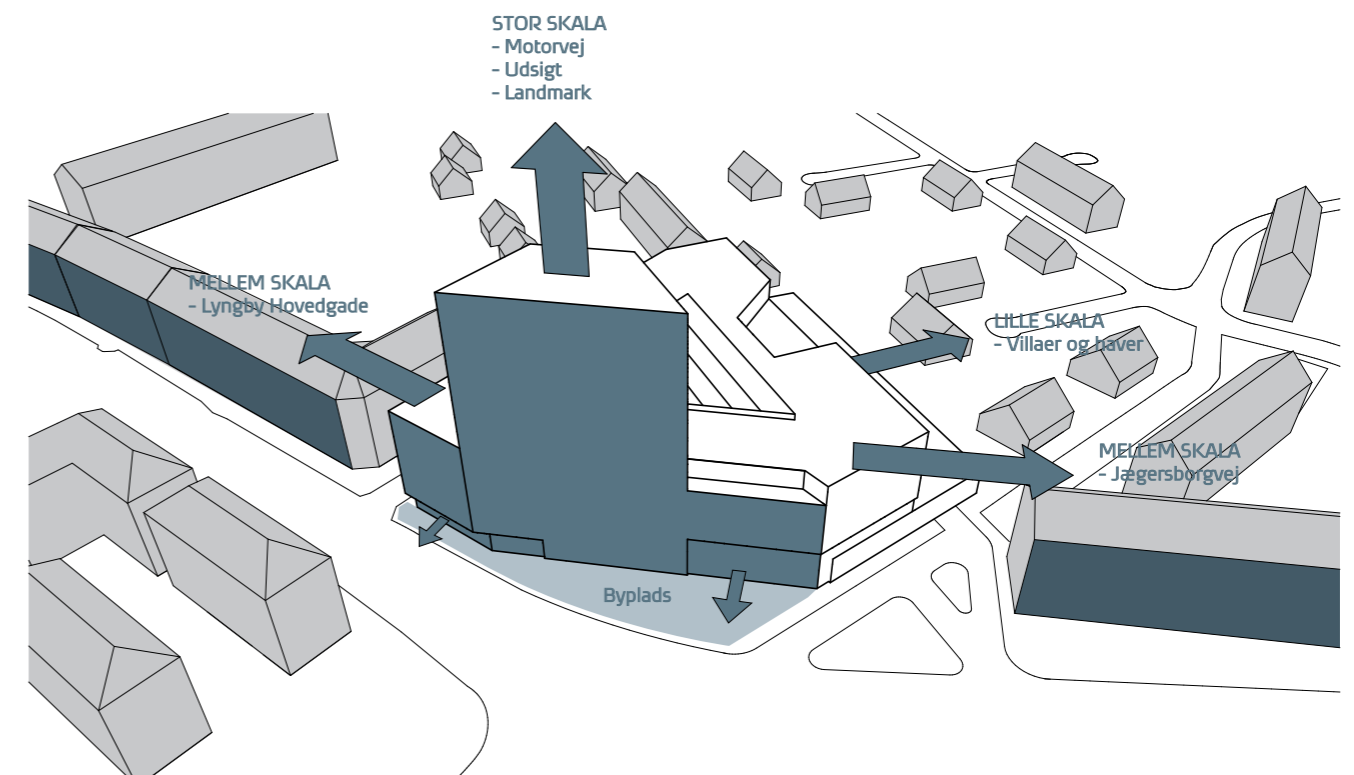 STOR SKALA
- Motorvej
- Udsigt
- Landmark
MELLEM SKALA
- Lyngby Hovedgade
LILLE SKALA
- Villaer og haver
MELLEM SKALA
- Jægersborgvej
Byplads